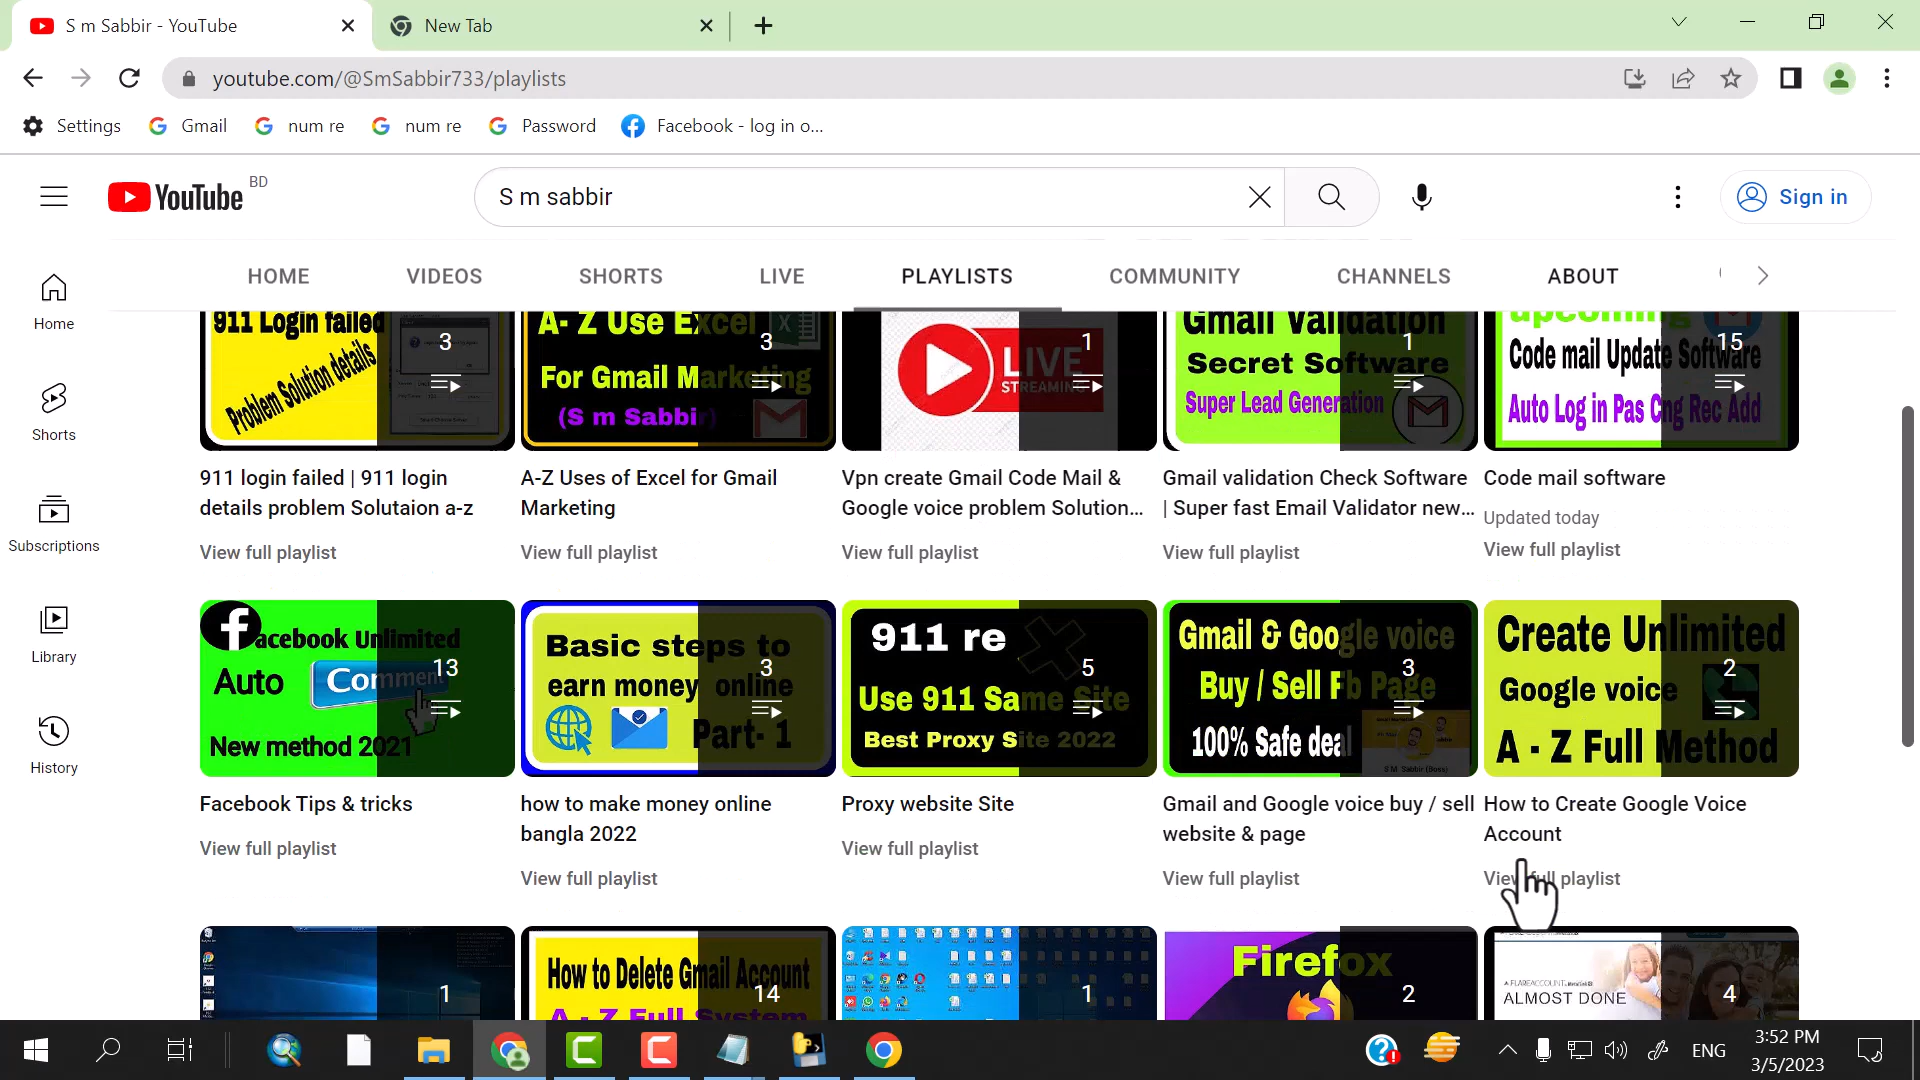 S m Sabbir - YouTube
New Tab
youtube.com/@SmSabbir733/playlists
Settings
Gmail
num re
num re
Password
Facebook - log in o...
YouTube BD
S m sabbir
Sign in
HOME
VIDEOS
SHORTS
LIVE
PLAYLISTS
COMMUNITY
CHANNELS
ABOUT
Home
Shorts
Subscriptions
Library
History
911 Login failed
Problem Solution details
3
A- Z Use Excel
For Gmail Marketing
(S m Sabbir)
3
LIVE
STREAMING
1
Gmail Validation
Secret Software
Super Lead Generation
1
upcoming
Code mail Update Software
Auto Log in Pas Cng Rec Add
15
911 login failed | 911 login
details problem Solutaion a-z
View full playlist
A-Z Uses of Excel for Gmail
Marketing
View full playlist
Vpn create Gmail Code Mail &
Google voice problem Solution...
View full playlist
Gmail validation Check Software
| Super fast Email Validator new...
View full playlist
Code mail software
Updated today
View full playlist
facebook Unlimited
Auto Comment
New method 2021
13
Basic steps to
earn money online
Part- 1
3
911 re
Use 911 Same Site
Best Proxy Site 2022
5
Gmail & Google voice
Buy / Sell Fb Page
100% Safe deal
S M Sabbir (Boss)
3
Create Unlimited
Google voice
A - Z Full Method
2
Facebook Tips & tricks
View full playlist
how to make money online
bangla 2022
View full playlist
Proxy website Site
View full playlist
Gmail and Google voice buy / sell
website & page
View full playlist
How to Create Google Voice
Account
View full playlist
1
How to Delete Gmail Account
A - Z Full System
14
1
Firefox
2
ALMOST DONE
4
ENG
3:52 PM
3/5/2023